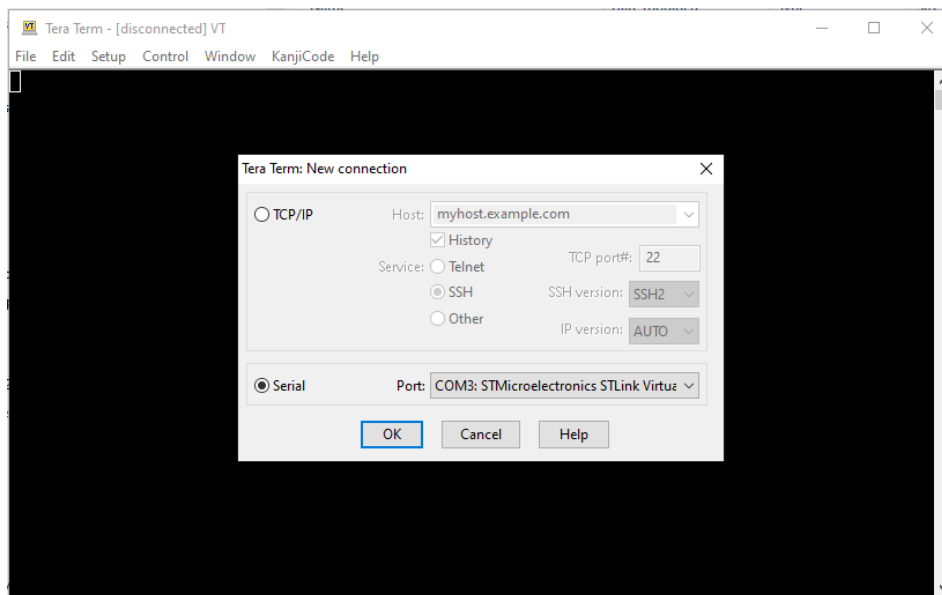 VT Tera Term - [disconnected] VT
File Edit Setup Control Window KanjiCode Help
Tera Term: New connection
TCP/IP Host: myhost.example.com
History
Service: Telnet TCP port#: 22
SSH SSH version: SSH2
Other IP version: AUTO
Serial Port: COM3: STMicroelectronics STLink Virtua
OK Cancel Help